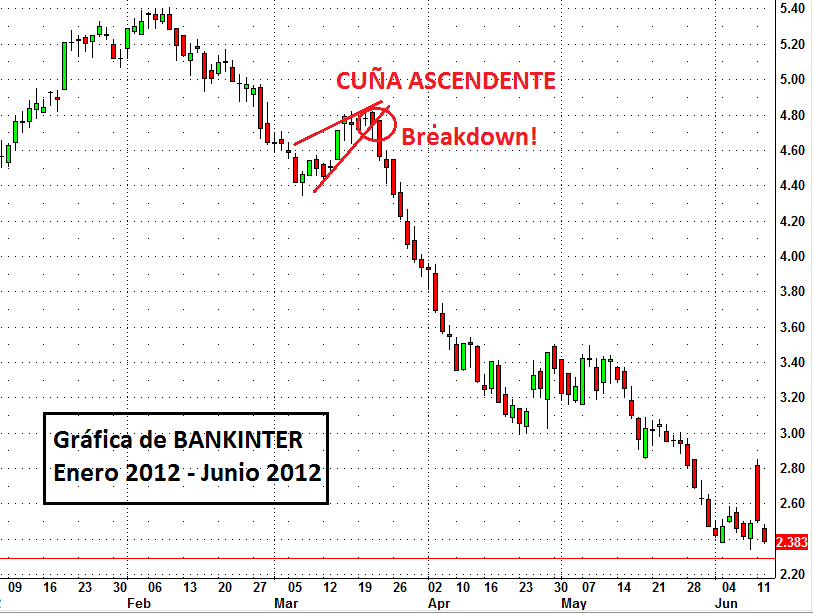 5.40
5.20
5.00
CUÑA ASCENDENTE
4.80
Breakdown!
4.60
4.40
4.20
4.00
3.80
3.60
3.40
3.20
3.00
Gráfica de BANKINTER
Enero 2012 - Junio 2012
2.80
2.60
2.383
2.20
09 16 23 30 06 13 20 27 05 12 19 26 02 10 16 23 30 07 14 21 28 04 11
Feb Mar Apr May Jun